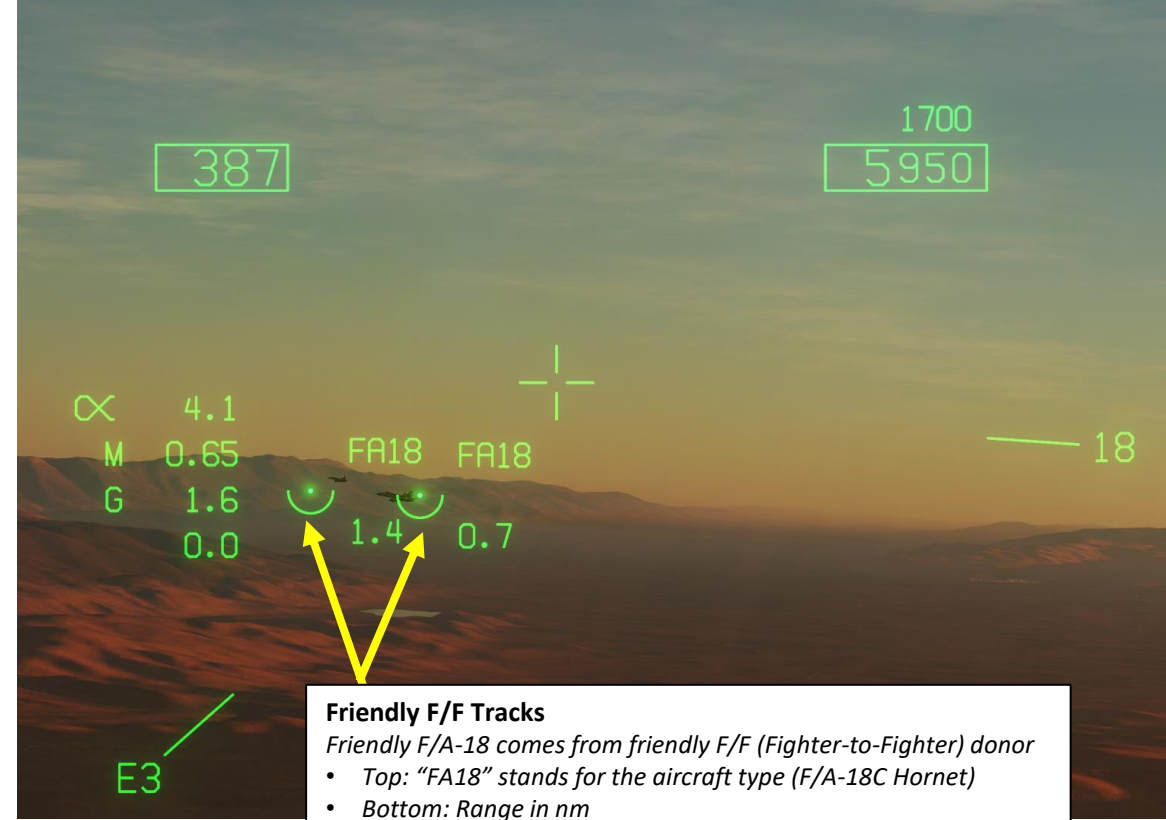 1700
387
5950
α 4.1
M 0.65
G 1.6
0.0
FA18 FA18
1.4 0.7
18
E3
Friendly F/F Tracks
Friendly F/A-18 comes from friendly F/F (Fighter-to-Fighter) donor
• Top: “FA18” stands for the aircraft type (F/A-18C Hornet)
• Bottom: Range in nm